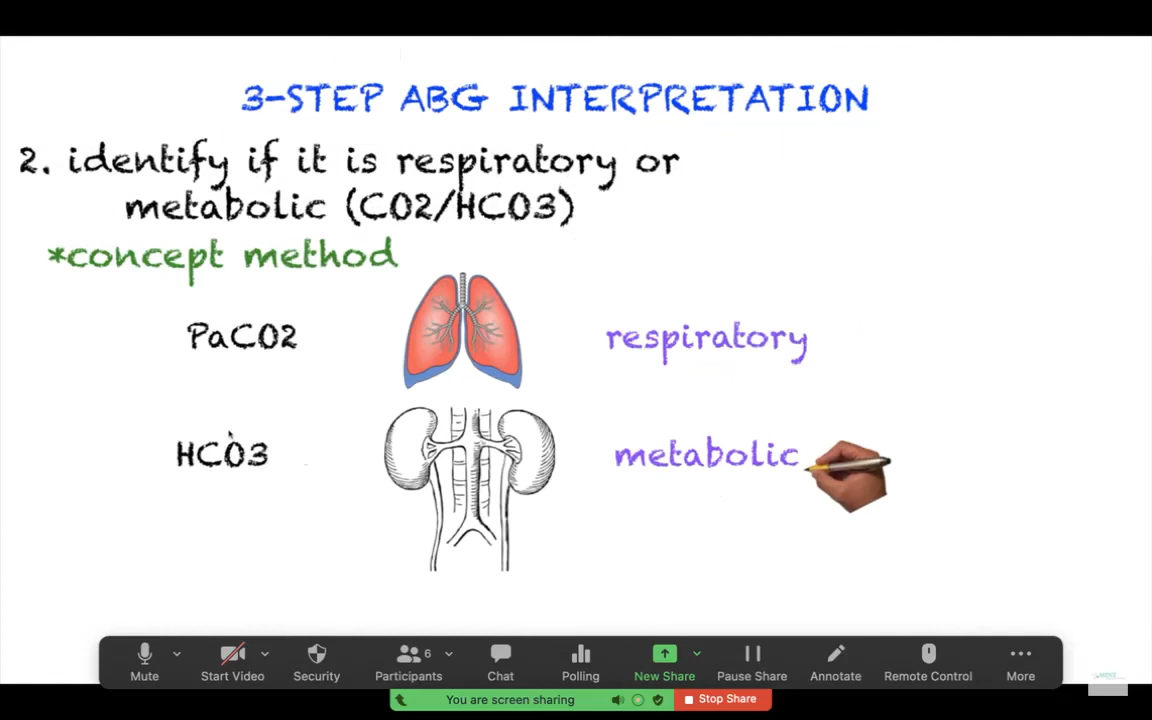 3-STEP ABG INTERPRETATION
2. identify if it is respiratory or
metabolic (CO2/HCO3)
*concept method
PaCO2
respiratory
HCO3
metabolic
6
Mute
Start Video
Security
Participants
Chat
Polling
New Share
Pause Share
Annotate
Remote Control
More
You are screen sharing
Stop Share